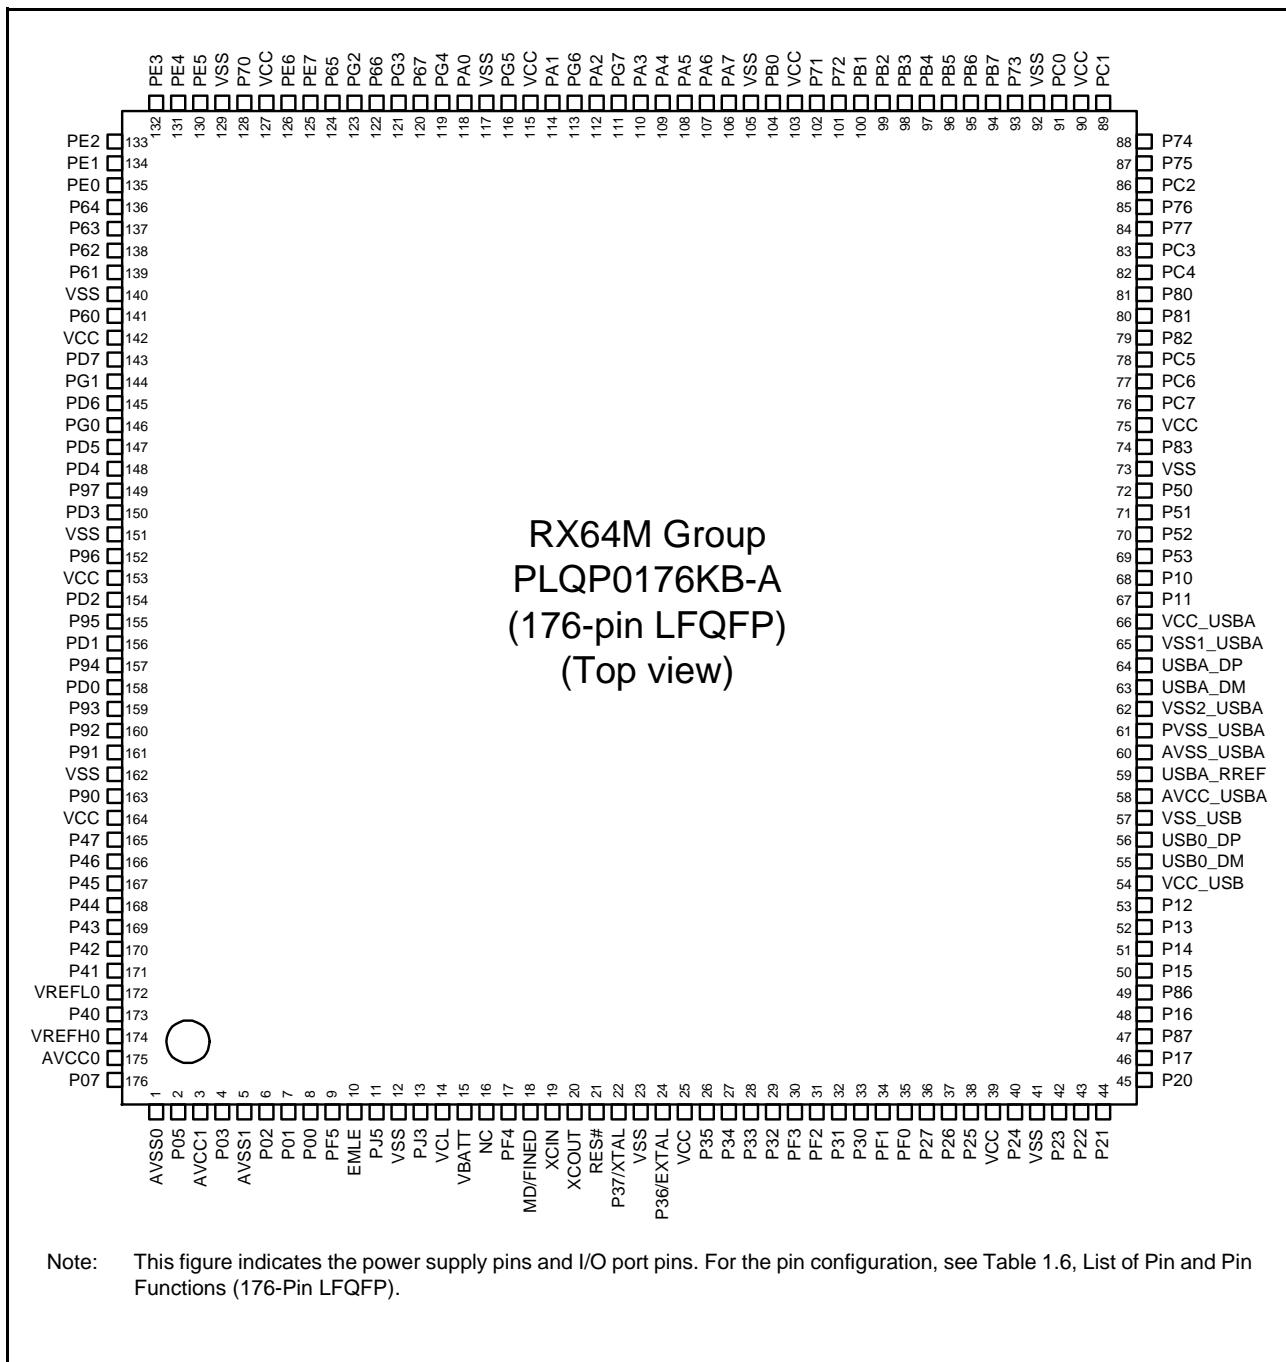 PE3 PE4 PE5 VSS P70 VCC PE6 PE7 P65 PG2 P66 PG3 P67 PG4 PA0 VSS PG5 VCC PA1 PG6 PA2 PG7 PA3 PA4 PA5 PA6 PA7 VSS PB0 VCC P71 P72 PB1 PB2 PB3 PB4 PB5 PB6 PB7 P73 VSS PC0 VCC PC1
132 131 130 129 128 127 126 125 124 123 122 121 120 119 118 117 116 115 114 113 112 111 110 109 108 107 106 105 104 103 102 101 100 99 98 97 96 95 94 93 92 91 90 89
PE2 133 88 P74
PE1 134 87 P75
PE0 135 86 PC2
P64 136 85 P76
P63 137 84 P77
P62 138 83 PC3
P61 139 82 PC4
VSS 140 81 P80
P60 141 80 P81
VCC 142 79 P82
PD7 143 78 PC5
PG1 144 77 PC6
PD6 145 76 PC7
PG0 146 75 VCC
PD5 147 74 P83
PD4 148 73 VSS
P97 149 72 P50
PD3 150 71 P51
VSS 151 70 P52
P96 152 69 P53
VCC 153 68 P10
PD2 154 67 P11
P95 155 66 VCC_USBA
PD1 156 65 VSS1_USBA
P94 157 64 USBA_DP
PD0 158 63 USBA_DM
P93 159 62 VSS2_USBA
P92 160 61 PVSS_USBA
P91 161 60 AVSS_USBA
VSS 162 59 USBA_RREF
P90 163 58 AVCC_USBA
VCC 164 57 VSS_USB
P47 165 56 USB0_DP
P46 166 55 USB0_DM
P45 167 54 VCC_USB
P44 168 53 P12
P43 169 52 P13
P42 170 51 P14
P41 171 50 P15
VREFL0 172 49 P86
P40 173 48 P16
VREFH0 174 47 P87
AVCC0 175 46 P17
P07 176 45 P20
RX64M Group
PLQP0176KB-A
(176-pin LFQFP)
(Top view)
1 2 3 4 5 6 7 8 9 10 11 12 13 14 15 16 17 18 19 20 21 22 23 24 25 26 27 28 29 30 31 32 33 34 35 36 37 38 39 40 41 42 43 44
AVSS0 P05 AVCC1 P03 AVSS1 P02 P01 P00 PF5 EMLE PJ5 VSS PJ3 VCL VBATT NC PF4 MD/FINED XCIN XCOUT RES# P37/XTAL VSS P36/EXTAL VCC P35 P34 P33 P32 PF3 PF2 P31 P30 PF1 PF0 P27 P26 P25 VCC P24 VSS P23 P22 P21
Note: This figure indicates the power supply pins and I/O port pins. For the pin configuration, see Table 1.6, List of Pin and Pin
Functions (176-Pin LFQFP).